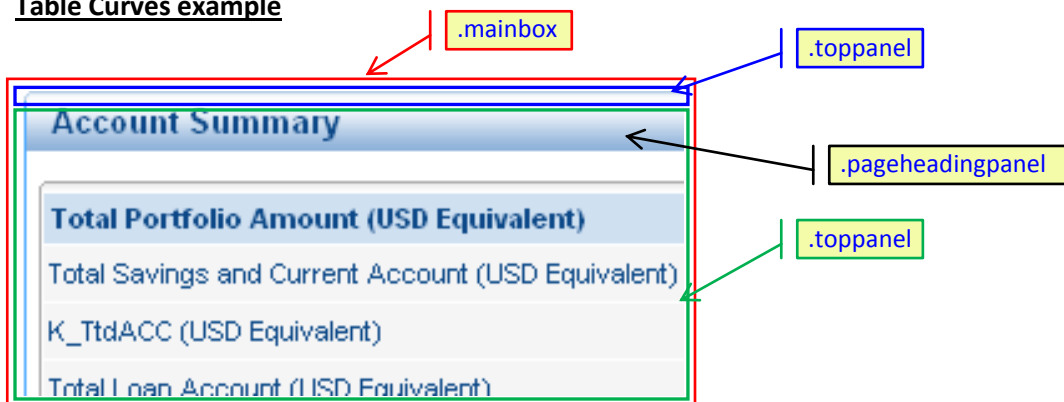 Table Curves example
.mainbox
.toppanel
Account Summary
.pageheadingpanel
Total Portfolio Amount (USD Equivalent)
.toppanel
Total Savings and Current Account (USD Equivalent)
K_TtdACC (USD Equivalent)
Total Loan Account (USD Equivalent)